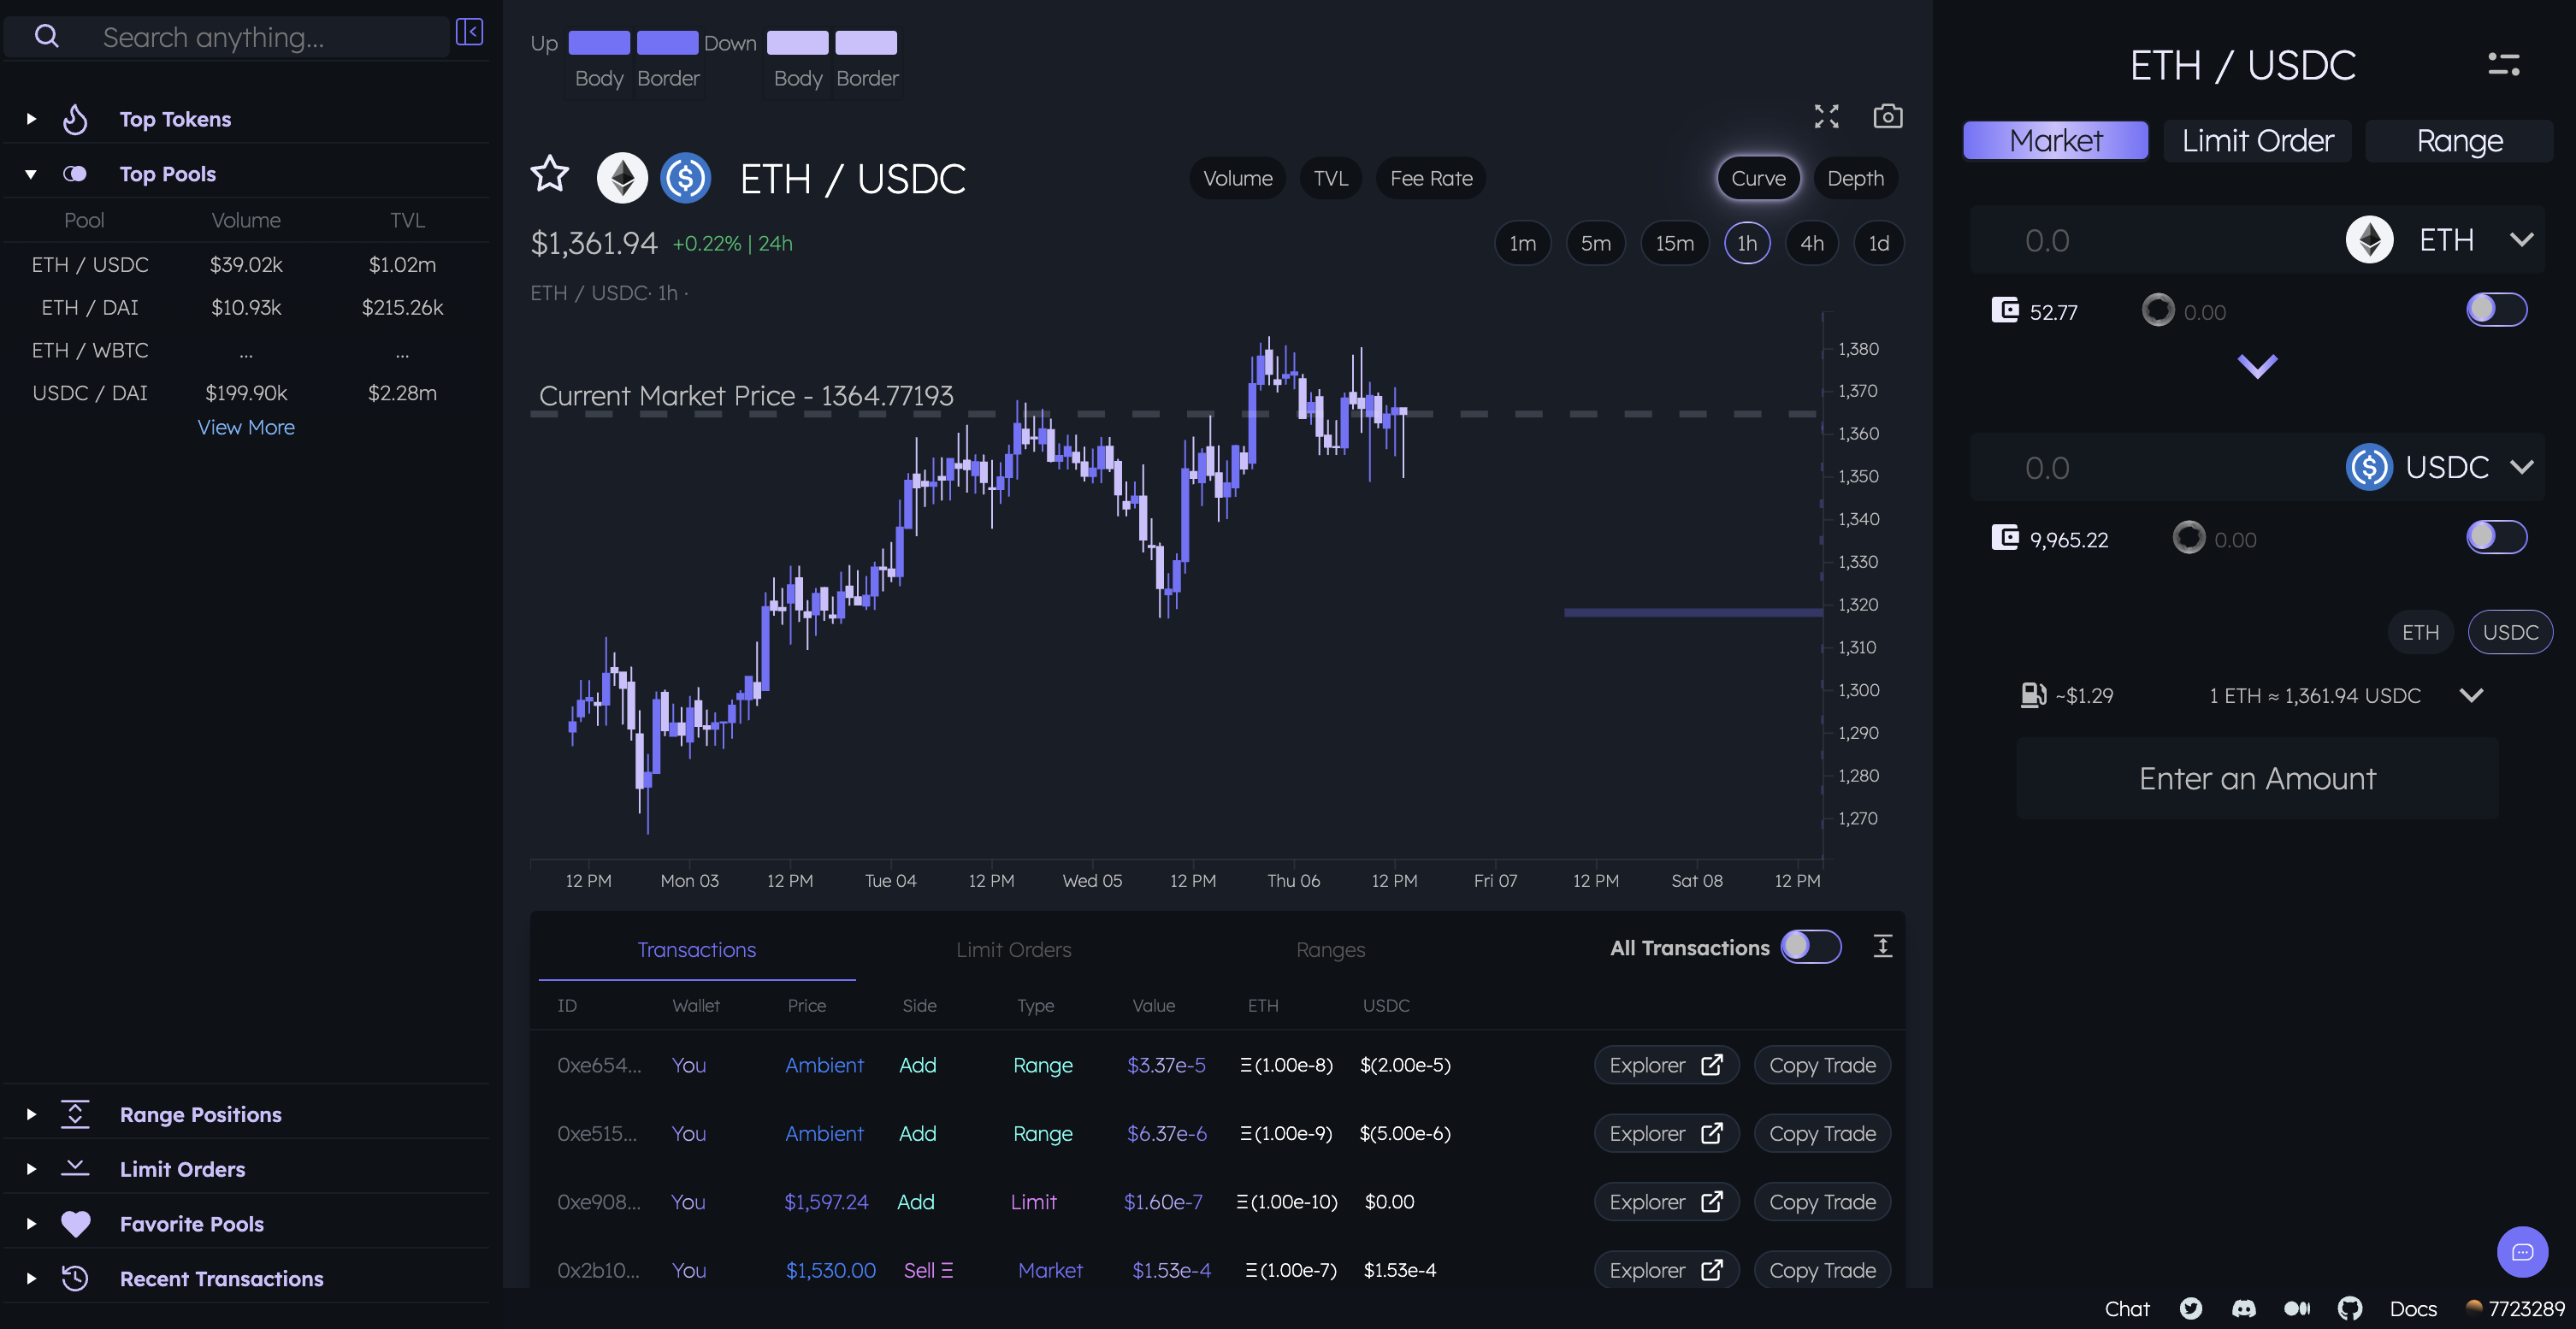 Search anything...
Top Tokens
Top Pools
Pool Volume TVL
ETH / USDC $39.02k $1.02m
ETH / DAI $10.93k $215.26k
ETH / WBTC ... ...
USDC / DAI $199.90k $2.28m
View More
Range Positions
Limit Orders
Favorite Pools
Recent Transactions
Up Down
Body Border Body Border
ETH / USDC
Volume TVL Fee Rate Curve Depth
$1,361.94 +0.22% | 24h
1m 5m 15m 1h 4h 1d
ETH / USDC· 1h ·
Current Market Price - 1364.77193
1,380
1,370
1,360
1,350
1,340
1,330
1,320
1,310
1,300
1,290
1,280
1,270
12 PM Mon 03 12 PM Tue 04 12 PM Wed 05 12 PM Thu 06 12 PM Fri 07 12 PM Sat 08 12 PM
Transactions Limit Orders Ranges All Transactions
ID Wallet Price Side Type Value ETH USDC
0xe654... You Ambient Add Range $3.37e-5 Ξ(1.00e-8) $(2.00e-5) Explorer Copy Trade
0xe515... You Ambient Add Range $6.37e-6 Ξ(1.00e-9) $(5.00e-6) Explorer Copy Trade
0xe908... You $1,597.24 Add Limit $1.60e-7 Ξ(1.00e-10) $0.00 Explorer Copy Trade
0x2b10... You $1,530.00 Sell Ξ Market $1.53e-4 Ξ(1.00e-7) $1.53e-4 Explorer Copy Trade
ETH / USDC
Market Limit Order Range
0.0 ETH
52.77 0.00
0.0 USDC
9,965.22 0.00
ETH USDC
~$1.29 1 ETH ≈ 1,361.94 USDC
Enter an Amount
Chat Docs 7723289